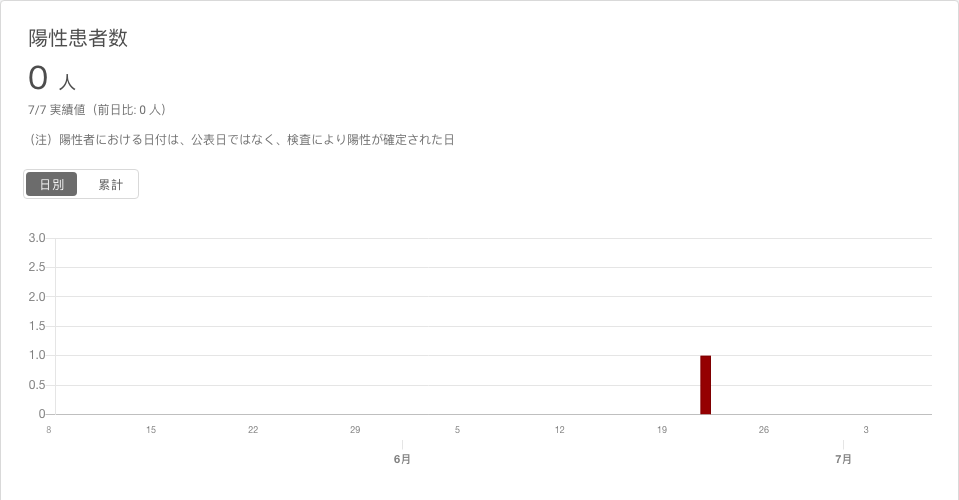 陽性患者数
0 人
7/7 実績値（前日比: 0 人）
（注）陽性者における日付は、公表日ではなく、検査により陽性が確定された日
日別 累計
3.0
2.5
2.0
1.5
1.0
0.5
0
8 15 22 29 5 12 19 26 3
6月 7月